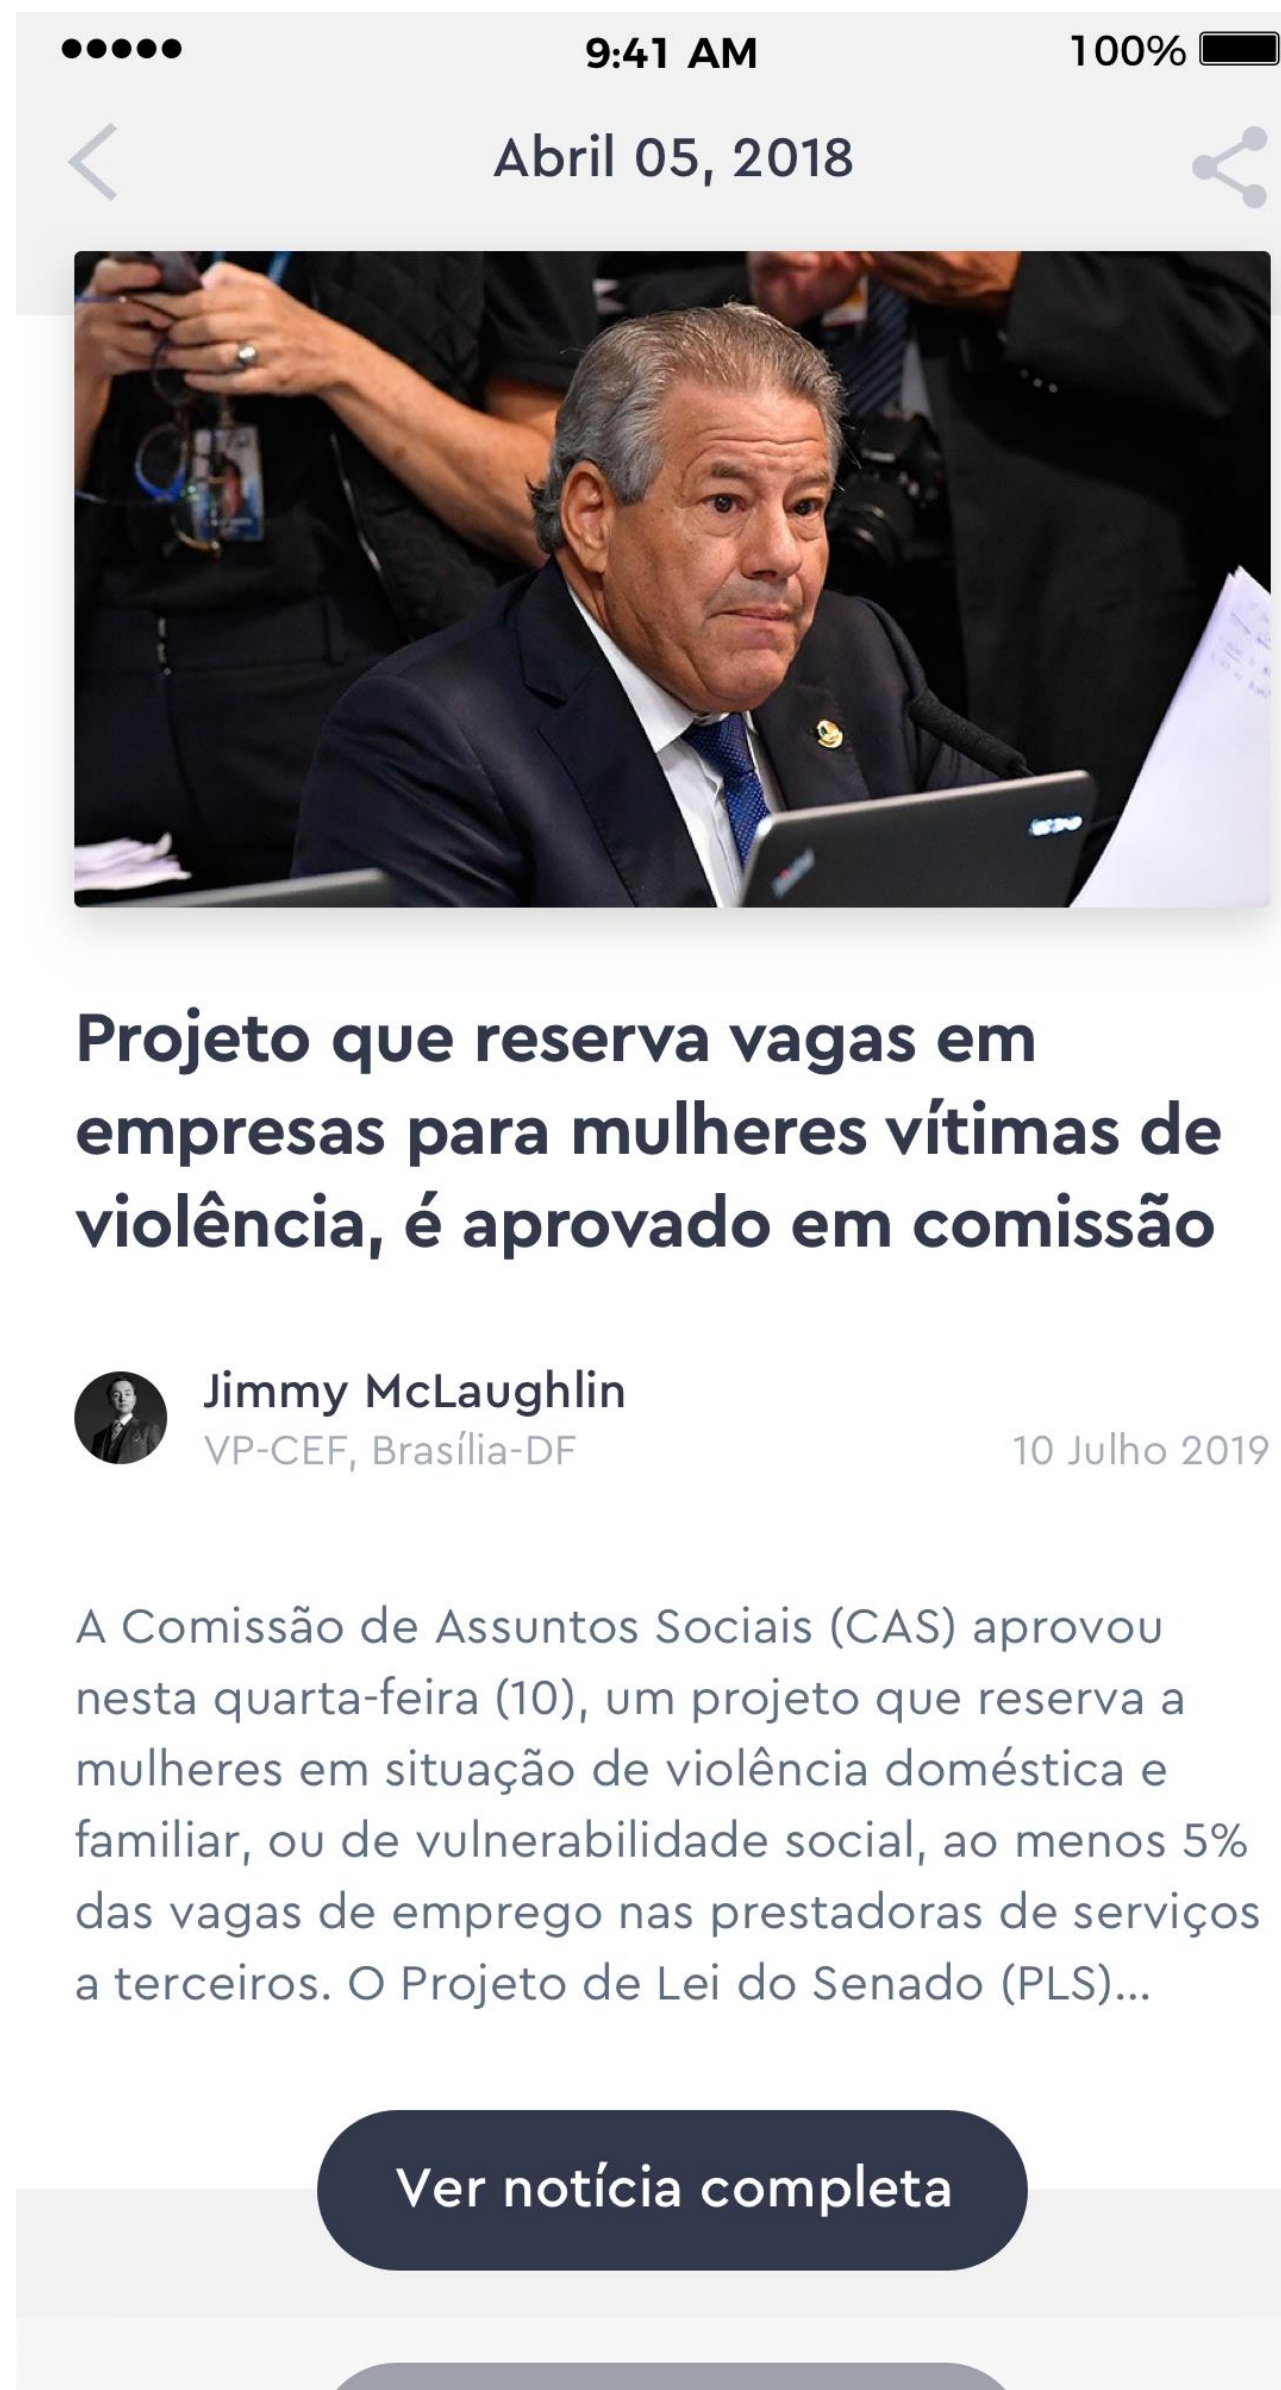 9:41 AM
100%
Abril 05, 2018
Projeto que reserva vagas em
empresas para mulheres vítimas de
violência, é aprovado em comissão
Jimmy McLaughlin
VP-CEF, Brasília-DF
10 Julho 2019
A Comissão de Assuntos Sociais (CAS) aprovou
nesta quarta-feira (10), um projeto que reserva a
mulheres em situação de violência doméstica e
familiar, ou de vulnerabilidade social, ao menos 5%
das vagas de emprego nas prestadoras de serviços
a terceiros. O Projeto de Lei do Senado (PLS)...
Ver notícia completa